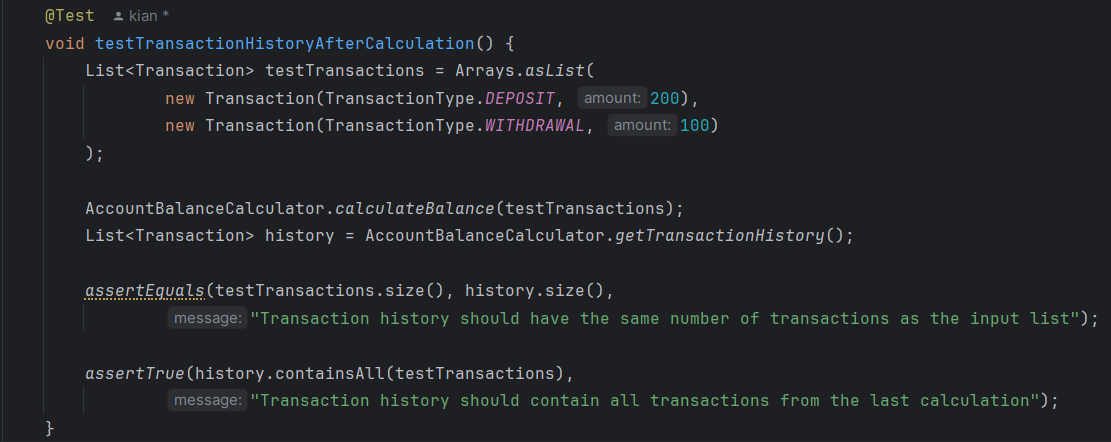 @Test kian *
void testTransactionHistoryAfterCalculation() {
List<Transaction> testTransactions = Arrays.asList(
new Transaction(TransactionType.DEPOSIT, amount: 200),
new Transaction(TransactionType.WITHDRAWAL, amount: 100)
);
AccountBalanceCalculator.calculateBalance(testTransactions);
List<Transaction> history = AccountBalanceCalculator.getTransactionHistory();
assertEquals(testTransactions.size(), history.size(),
message: "Transaction history should have the same number of transactions as the input list");
assertTrue(history.containsAll(testTransactions),
message: "Transaction history should contain all transactions from the last calculation");
}